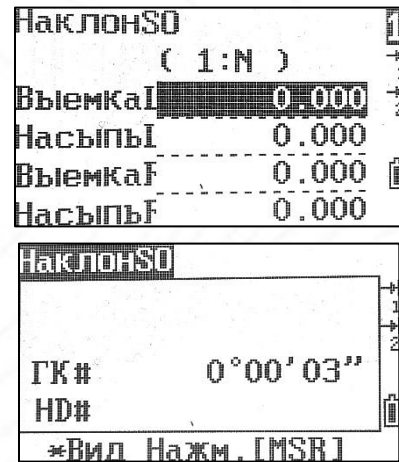 НаклонSO
( 1:N )
ВыемкаL 0.000
НасыпьL 0.000
ВыемкаR 0.000
НасыпьR 0.000
НаклонSO
ГК# 0°00'03"
HD#
*Вид Нажм.[MSR]